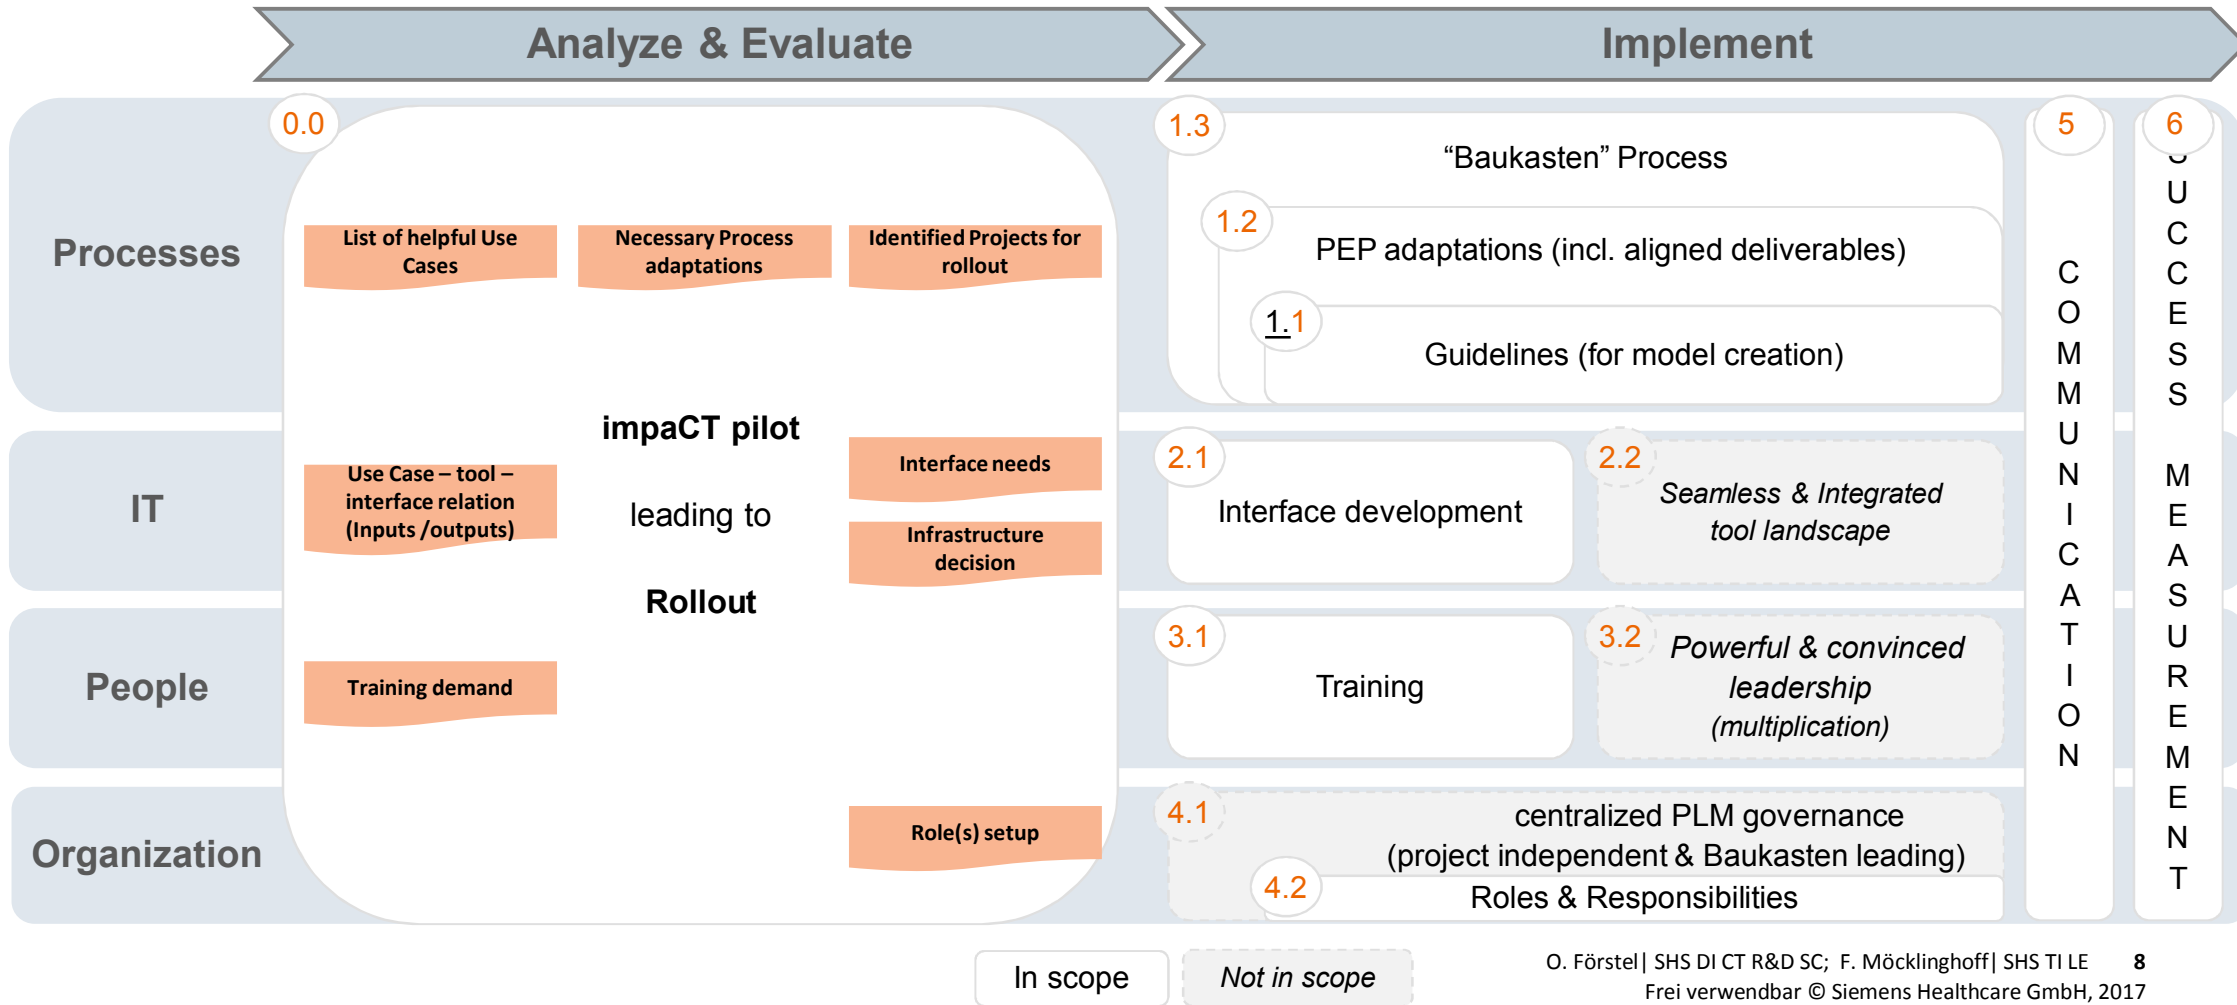 Analyze & Evaluate
Implement
Processes
0.0
List of helpful Use
Cases
Necessary Process
adaptations
Identified Projects for
rollout
1.3
“Baukasten” Process
1.2
PEP adaptations (incl. aligned deliverables)
1.1
Guidelines (for model creation)
IT
Use Case – tool –
interface relation
(Inputs /outputs)
impaCT pilot
leading to
Rollout
Interface needs
Infrastructure
decision
2.1
Interface development
2.2
Seamless & Integrated
tool landscape
People
Training demand
3.1
Training
3.2
Powerful & convinced
leadership
(multiplication)
Organization
Role(s) setup
4.1
centralized PLM governance
(project independent & Baukasten leading)
4.2
Roles & Responsibilities
5
COMMUNICATION
6
SUCCESS MEASUREMENT
In scope
Not in scope
O. Förstel| SHS DI CT R&D SC; F. Möcklinghoff| SHS TI LE 8
Frei verwendbar © Siemens Healthcare GmbH, 2017